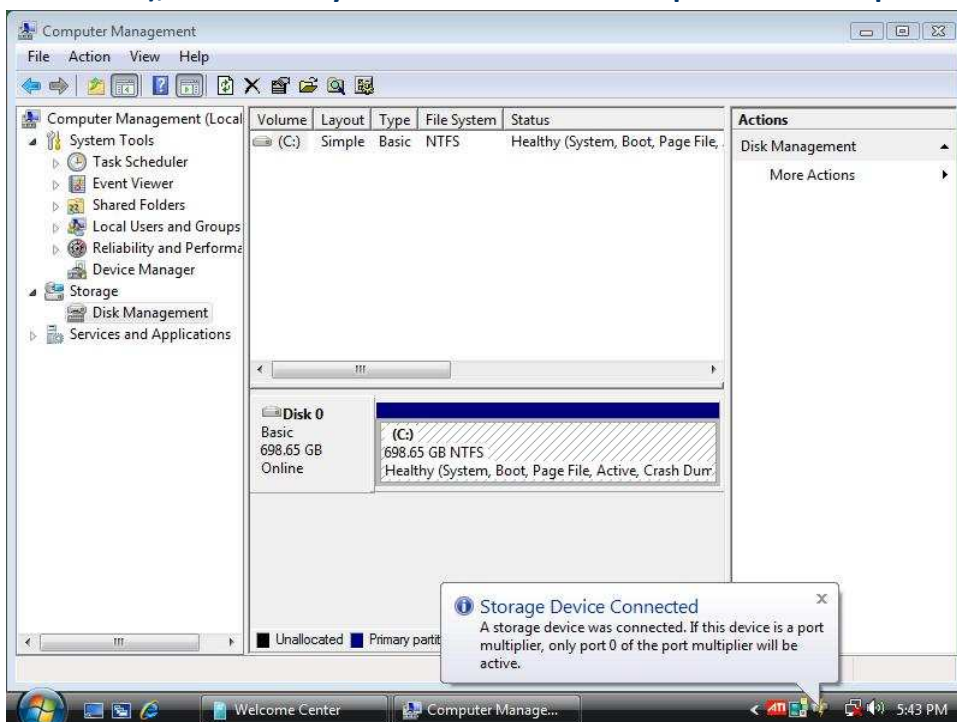 Computer Management
File Action View Help
Computer Management (Local
System Tools
Task Scheduler
Event Viewer
Shared Folders
Local Users and Groups
Reliability and Performa
Device Manager
Storage
Disk Management
Services and Applications
Volume Layout Type File System Status
(C:) Simple Basic NTFS Healthy (System, Boot, Page File,
Actions
Disk Management
More Actions
Disk 0
Basic
698.65 GB
Online
(C:)
698.65 GB NTFS
Healthy (System, Boot, Page File, Active, Crash Dum
Unallocated Primary partit
Storage Device Connected
A storage device was connected. If this device is a port
multiplier, only port 0 of the port multiplier will be
active.
Welcome Center
Computer Manage...
ATI
5:43 PM